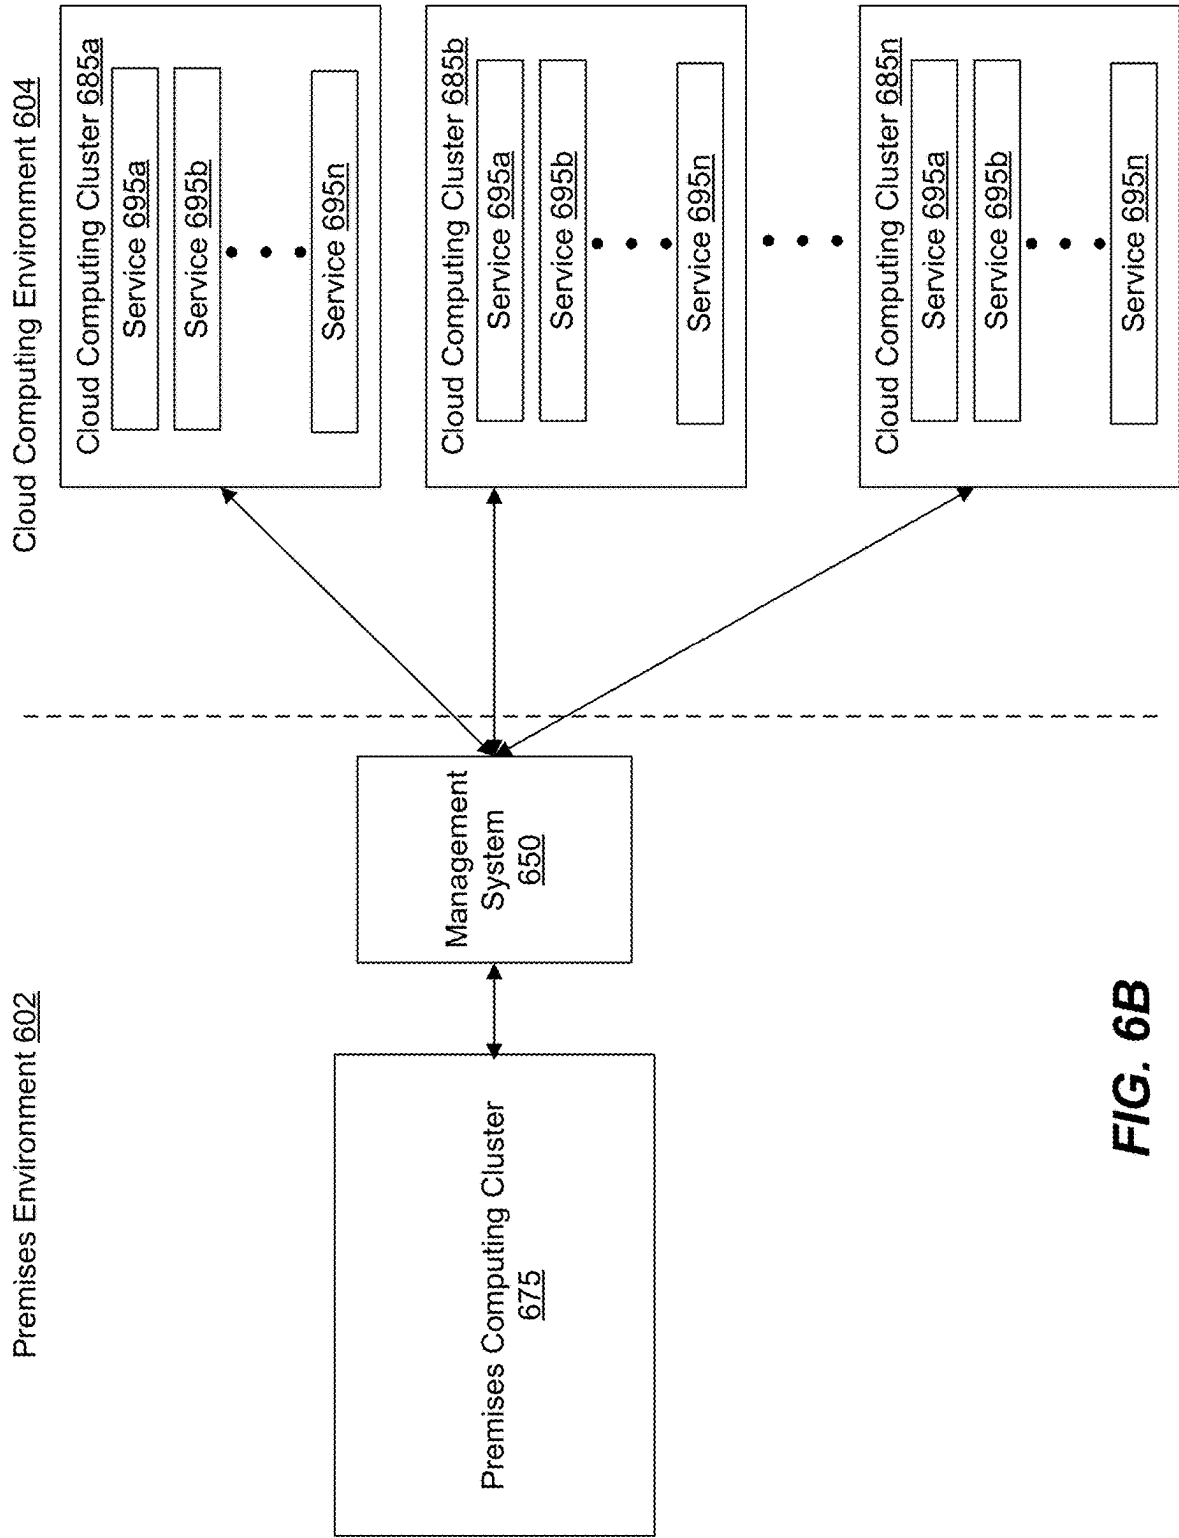 Premises Environment 602
Cloud Computing Environment 604
Premises Computing Cluster
675
Management
System
650
Cloud Computing Cluster 685a
Service 695a
Service 695b
Service 695n
Cloud Computing Cluster 685b
Service 695a
Service 695b
Service 695n
Cloud Computing Cluster 685n
Service 695a
Service 695b
Service 695n
FIG. 6B